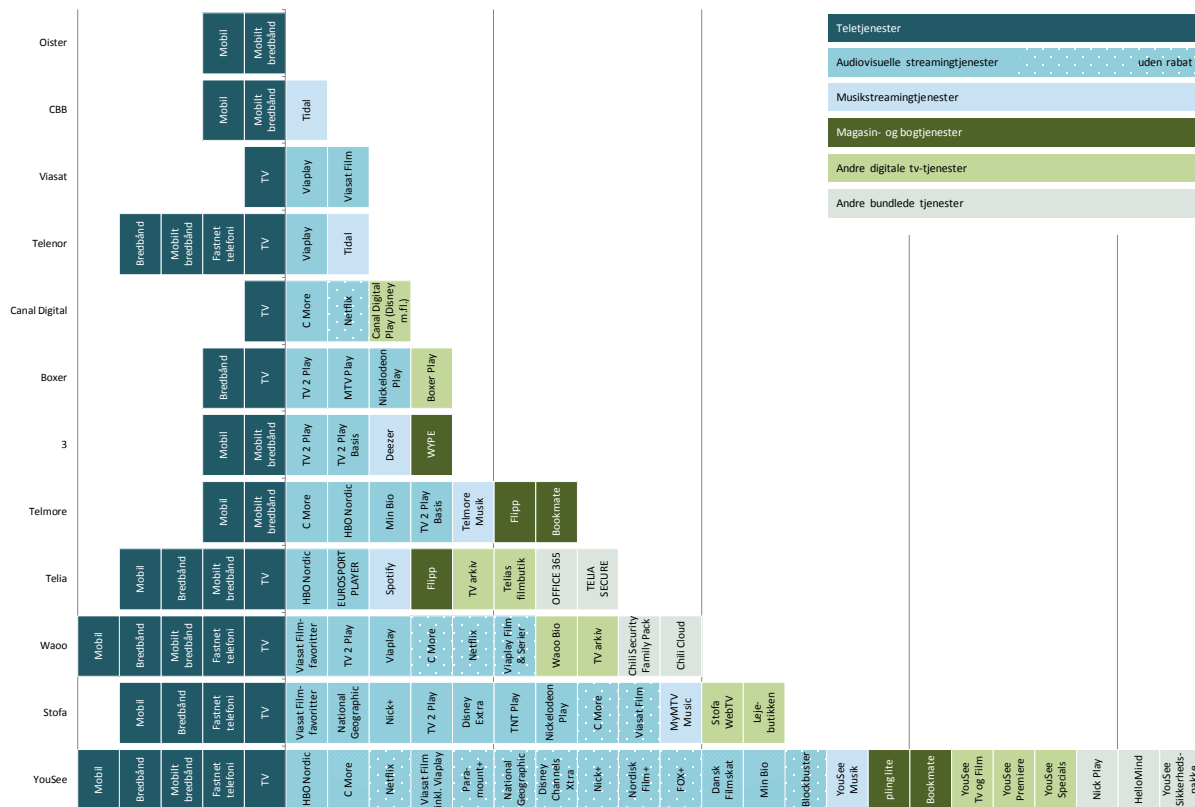 Oister
Mobil
Mobilt
bredbånd
CBB
Mobil
Mobilt
bredbånd
Tidal
Viasat
TV
Viaplay
Viasat Film
Telenor
Bredbånd
Mobilt
bredbånd
Fastnet
telefoni
TV
Viaplay
Tidal
Canal Digital
TV
C More
Netflix
Canal Digital
Play (Disney
m.fl.)
Boxer
Bredbånd
TV
TV 2 Play
MTV Play
Nickelodeon
Play
Boxer Play
3
Mobil
Mobilt
bredbånd
TV 2 Play
TV 2 Play
Basis
Deezer
WYPE
Telmore
Mobil
Mobilt
bredbånd
C More
HBO Nordic
Min Bio
TV 2 Play
Basis
Telmore
Musik
Flipp
Bookmate
Telia
Mobil
Bredbånd
Mobilt
bredbånd
TV
HBO Nordic
EUROSPORT
PLAYER
Spotify
Flipp
TV arkiv
Telias
filmbutik
OFFICE 365
TELIA
SECURE
Waoo
Mobil
Bredbånd
Mobilt
bredbånd
Fastnet
telefoni
TV
Viasat Film-
favoritter
TV 2 Play
Viaplay
C More
Netflix
Viaplay Film
& Serier
Waoo Bio
TV arkiv
Chili Security
Family Pack
Chili Cloud
Stofa
Mobil
Bredbånd
Fastnet
telefoni
TV
Viasat Film-
favoritter
National
Geographic
Nick+
TV 2 Play
Disney
Extra
TNT Play
Nickelodeon
Play
C More
Viasat Film
MyMTV
Music
Stofa
WebTV
Leje-
butikken
YouSee
Mobil
Bredbånd
Mobilt
bredbånd
Fastnet
telefoni
TV
HBO Nordic
C More
Netflix
Viasat Film
inkl. Viaplay
Para-
mount+
National
Geographic
Disney
Channels
Xtra
Nick+
Nordisk
Film+
FOX+
Dansk
Filmskat
Min Bio
Blockbuster
YouSee
Musik
pling lite
Bookmate
YouSee
Tv og Film
YouSee
Premiere
YouSee
Specials
Nick Play
HelloMind
YouSee
Sikkerheds-
pakke
Teletjenester
Audiovisuelle streamingtjenester uden rabat
Musikstreamingtjenester
Magasin- og bogtjenester
Andre digitale tv-tjenester
Andre bundlede tjenester